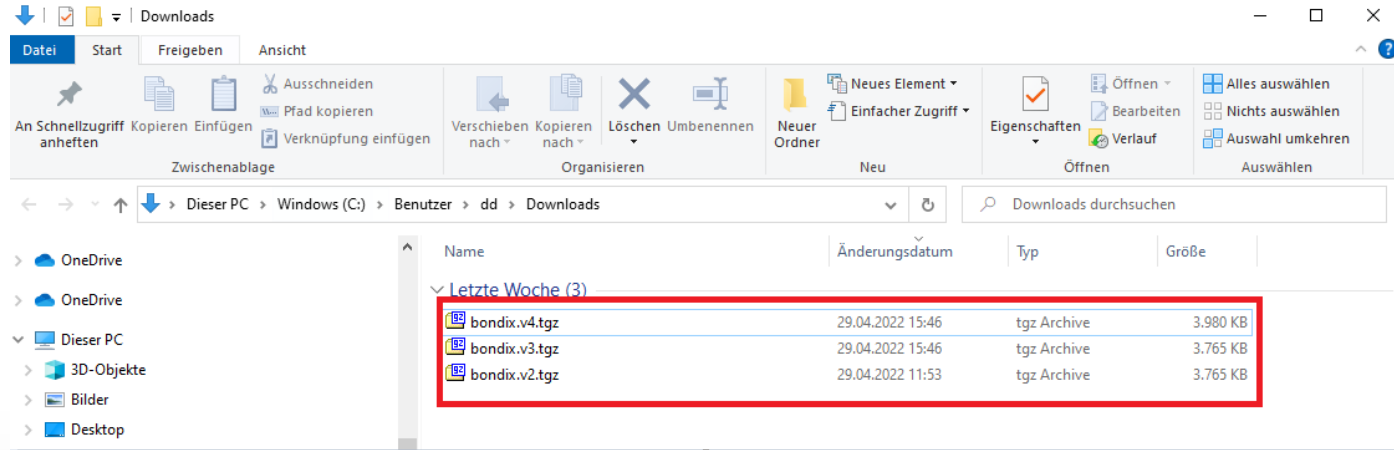 Downloads
Datei Start Freigeben Ansicht
An Schnellzugriff anheften
Kopieren
Einfügen
Ausschneiden
Pfad kopieren
Verknüpfung einfügen
Zwischenablage
Verschieben nach
Kopieren nach
Löschen
Umbenennen
Organisieren
Neuer Ordner
Neues Element
Einfacher Zugriff
Neu
Eigenschaften
Öffnen
Bearbeiten
Verlauf
Öffnen
Alles auswählen
Nichts auswählen
Auswahl umkehren
Auswählen
Dieser PC > Windows (C:) > Benutzer > dd > Downloads
Downloads durchsuchen
OneDrive
OneDrive
Dieser PC
3D-Objekte
Bilder
Desktop
Name Änderungsdatum Typ Größe
Letzte Woche (3)
bondix.v4.tgz 29.04.2022 15:46 tgz Archive 3.980 KB
bondix.v3.tgz 29.04.2022 15:46 tgz Archive 3.765 KB
bondix.v2.tgz 29.04.2022 11:53 tgz Archive 3.765 KB